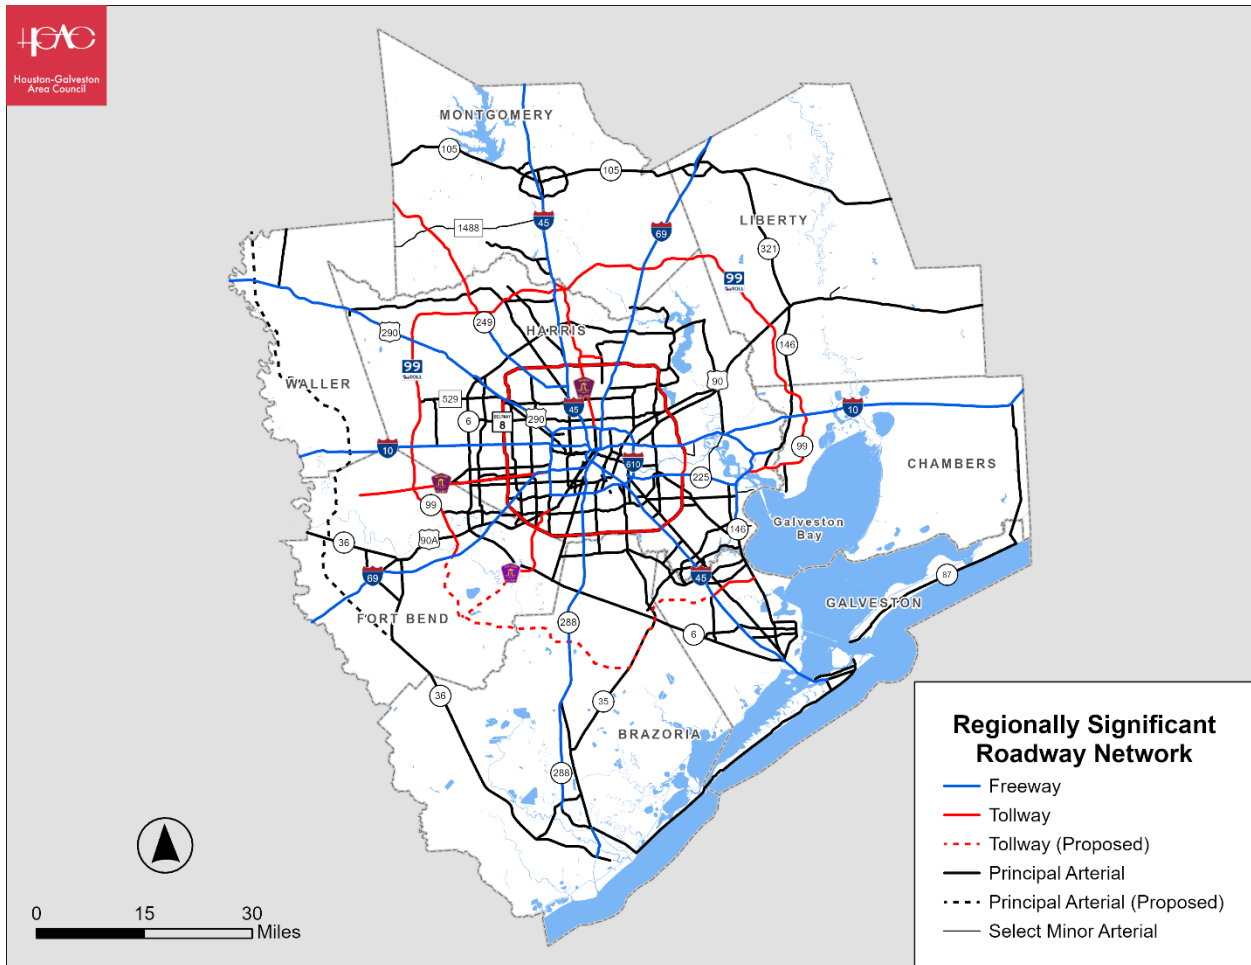 HGAC
Houston-Galveston
Area Council
MONTGOMERY
105
105
45
1488
69
LIBERTY
321
99
290
249
HARRIS
146
99
WALLER
90
529
45
10
6
BELTWAY
8
290
10
99
610
225
CHAMBERS
99
Galveston
Bay
146
36
90A
69
45
87
GALVESTON
FORT BEND
288
6
36
35
BRAZORIA
288
0 15 30
Miles
Regionally Significant
Roadway Network
Freeway
Tollway
Tollway (Proposed)
Principal Arterial
Principal Arterial (Proposed)
Select Minor Arterial